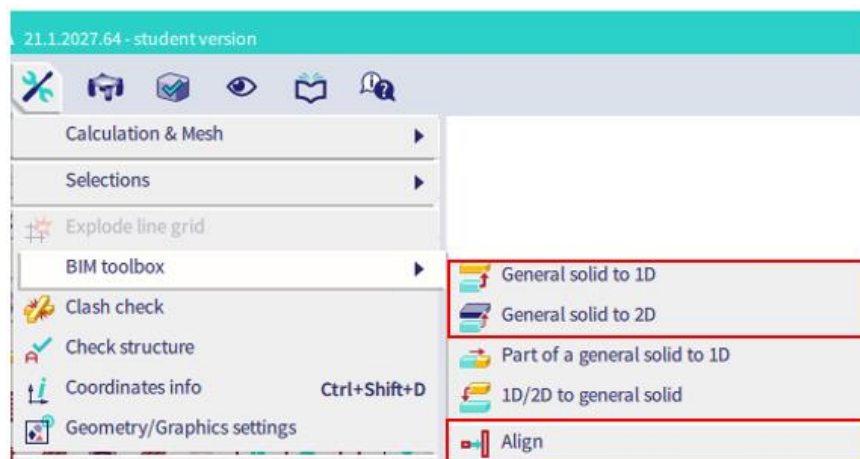 21.1.2027.64 - student version
Calculation & Mesh
Selections
Explode line grid
BIM toolbox
General solid to 1D
Clash check
General solid to 2D
Check structure
Part of a general solid to 1D
Coordinates info Ctrl+Shift+D
1D/2D to general solid
Geometry/Graphics settings
Align